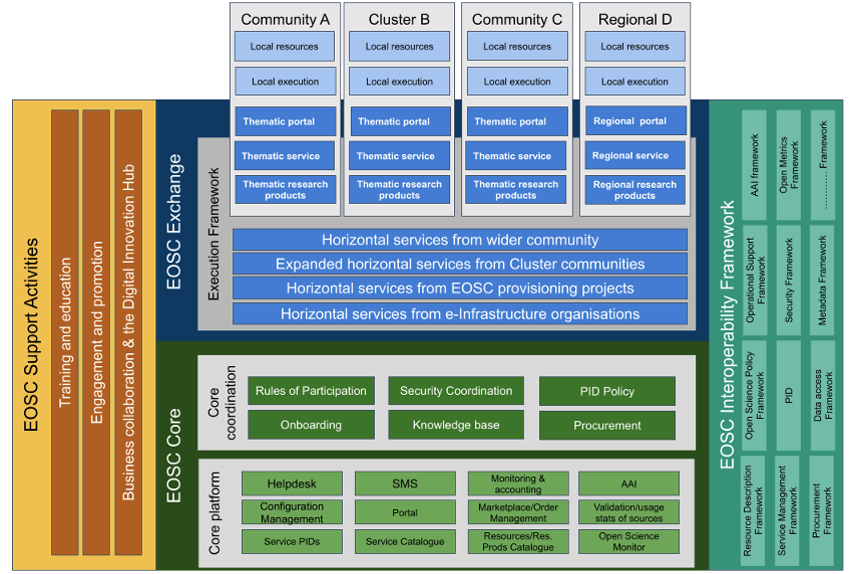 Community A
Cluster B
Community C
Regional D
Local resources
Local resources
Local resources
Local resources
Local execution
Local execution
Local execution
Local execution
Thematic portal
Thematic portal
Thematic portal
Regional portal
Thematic service
Thematic service
Thematic service
Regional service
Thematic research
products
Thematic research
products
Thematic research
products
Regional research
products
EOSC Support Activities
Training and education
Engagement and promotion
Business collaboration & the Digital Innovation Hub
EOSC Exchange
Execution Framework
Horizontal services from wider community
Expanded horizontal services from Cluster communities
Horizontal services from EOSC provisioning projects
Horizontal services from e-Infrastructure organisations
EOSC Core
Core
coordination
Rules of Participation
Security Coordination
PID Policy
Onboarding
Knowledge base
Procurement
Core platform
Helpdesk
SMS
Monitoring &
accounting
AAI
Configuration
Management
Portal
Marketplace/Order
Management
Validation/usage
stats of sources
Service PIDs
Service Catalogue
Resources/Res.
Prods Catalogue
Open Science
Monitor
EOSC Interoperability Framework
AAI framework
Open Metrics
Framework
............ Framework
Operational Support
Framework
Security Framework
Metadata Framework
Open Science Policy
Framework
PID
Data access
Framework
Resource Description
Framework
Service Management
Framework
Procurement
Framework